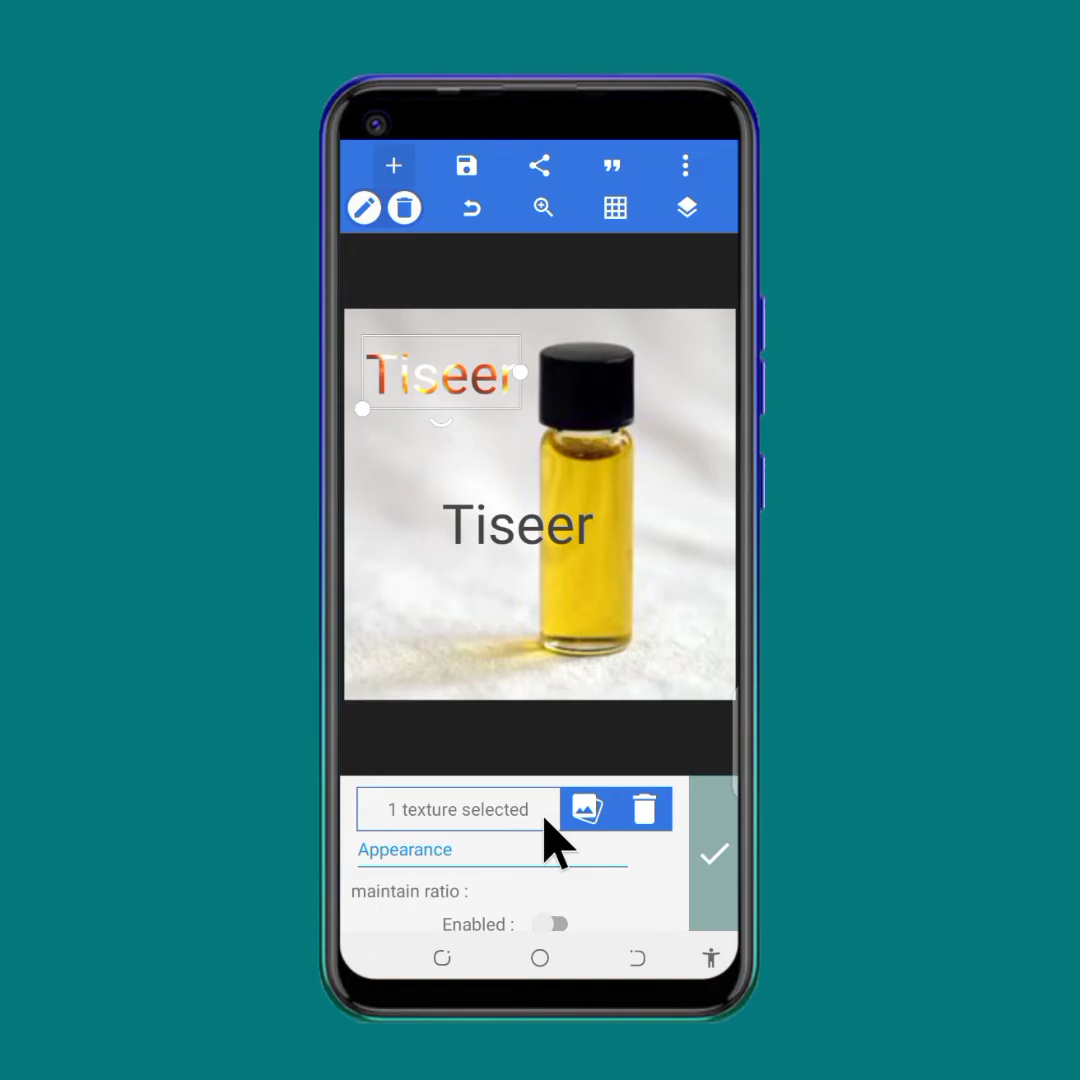 Tiseer
Tiseer
1 texture selected
Appearance
maintain ratio :
Enabled :